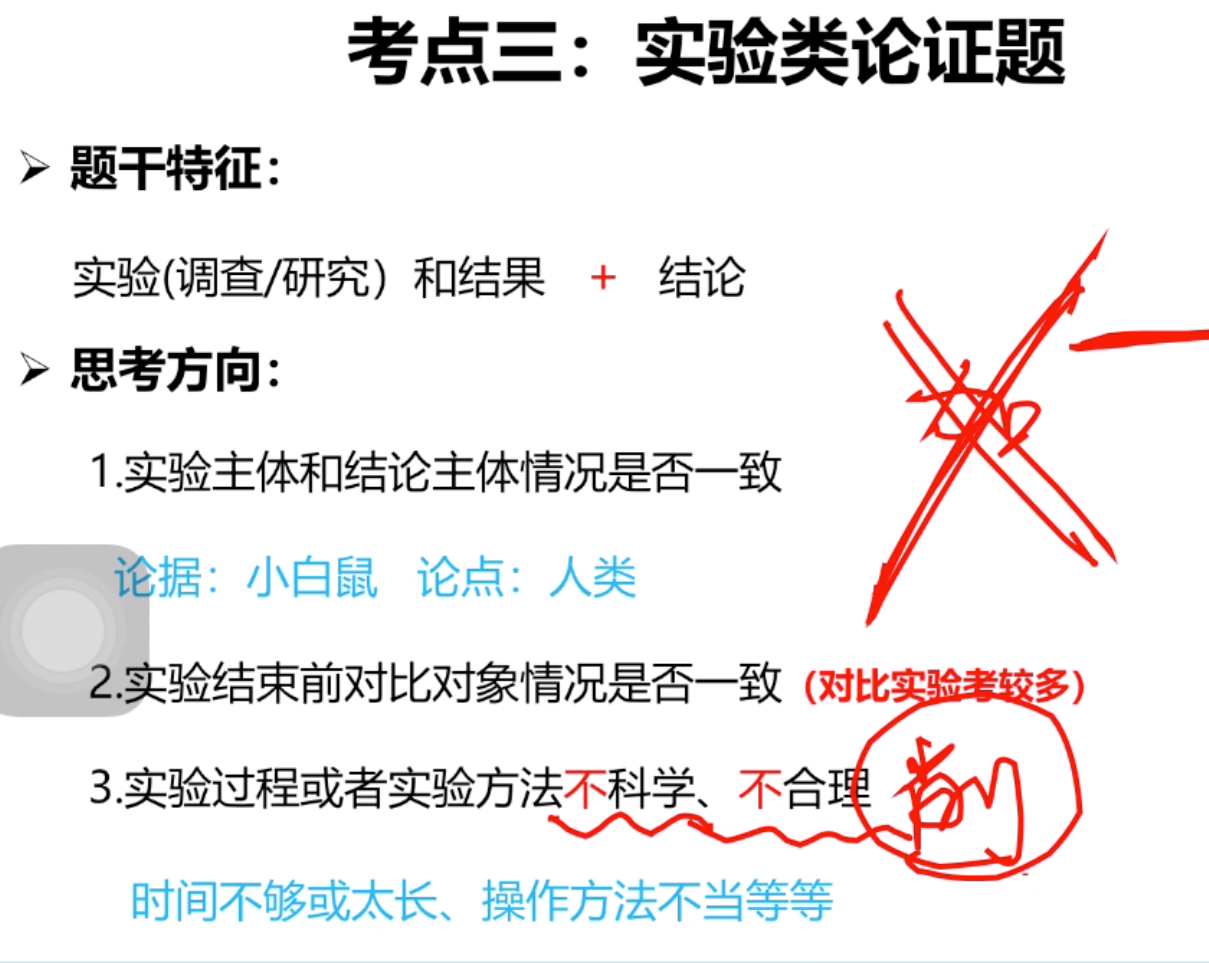 考点三：实验类论证题
➢ 题干特征：
实验(调查/研究）和结果 + 结论
➢ 思考方向：
1.实验主体和结论主体情况是否一致
论据：小白鼠 论点：人类
2.实验结束前对比对象情况是否一致（对比实验考较多）
3.实验过程或者实验方法不科学、不合理
时间不够或太长、操作方法不当等等